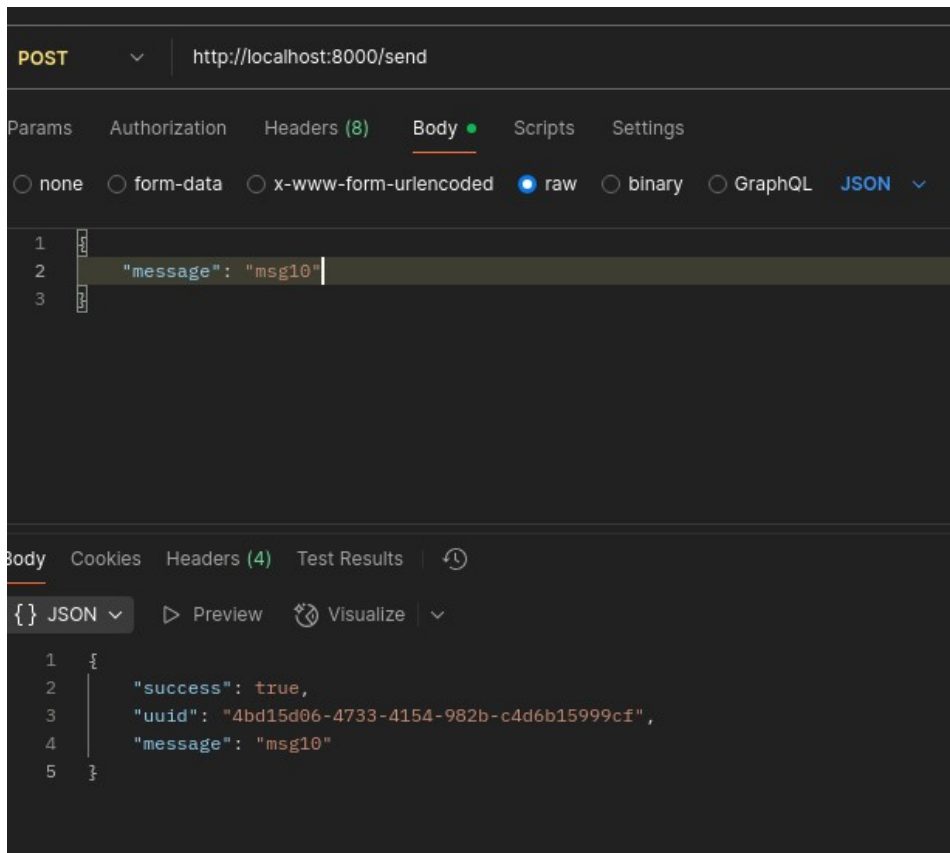 POST http://localhost:8000/send
Params Authorization Headers (8) Body Scripts Settings
none form-data x-www-form-urlencoded raw binary GraphQL JSON
1 {
2 "message": "msg10"
3 }
Body Cookies Headers (4) Test Results
{} JSON Preview Visualize
1 {
2 "success": true,
3 "uuid": "4bd15d06-4733-4154-982b-c4d6b15999cf",
4 "message": "msg10"
5 }